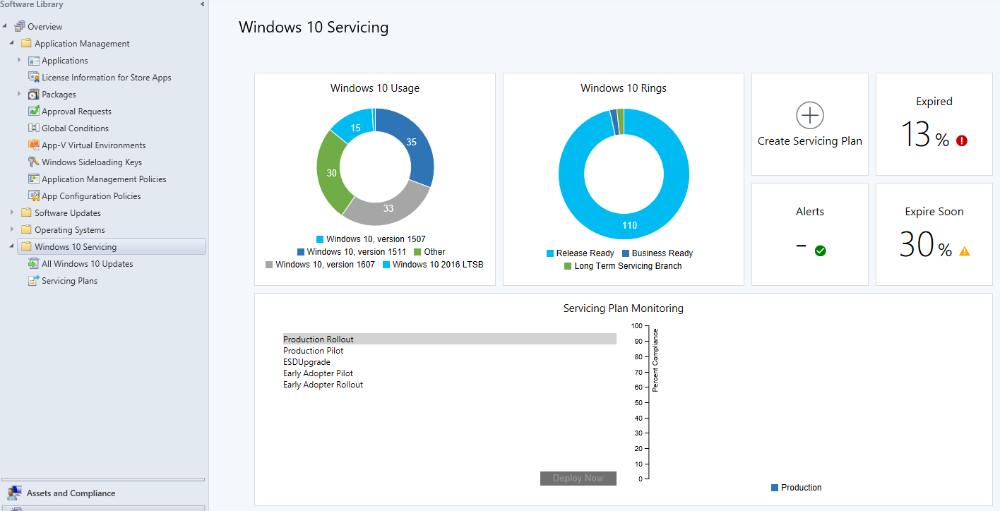 Software Library
Overview
Application Management
Applications
License Information for Store Apps
Packages
Approval Requests
Global Conditions
App-V Virtual Environments
Windows Sideloading Keys
Application Management Policies
App Configuration Policies
Software Updates
Operating Systems
Windows 10 Servicing
All Windows 10 Updates
Servicing Plans
Assets and Compliance
Windows 10 Servicing
Windows 10 Usage
15
35
30
33
Windows 10, version 1507
Windows 10, version 1511 Other
Windows 10, version 1607 Windows 10 2016 LTSB
Windows 10 Rings
110
Release Ready Business Ready
Long Term Servicing Branch
Create Servicing Plan
Expired
13 %
Alerts
-
Expire Soon
30 %
Servicing Plan Monitoring
Production Rollout
Production Pilot
ESDUpgrade
Early Adopter Pilot
Early Adopter Rollout
Deploy Now
100
90
80
70
60
50
40
30
20
10
0
Percent Compliance
Production